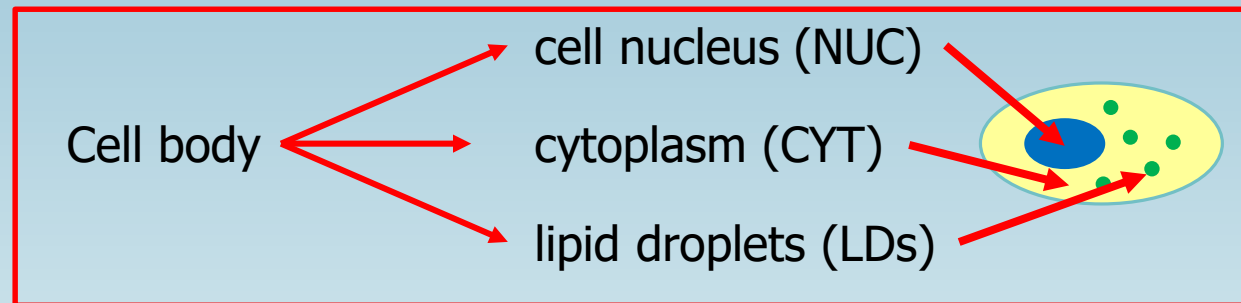 cell nucleus (NUC)
Cell body
cytoplasm (CYT)
lipid droplets (LDs)